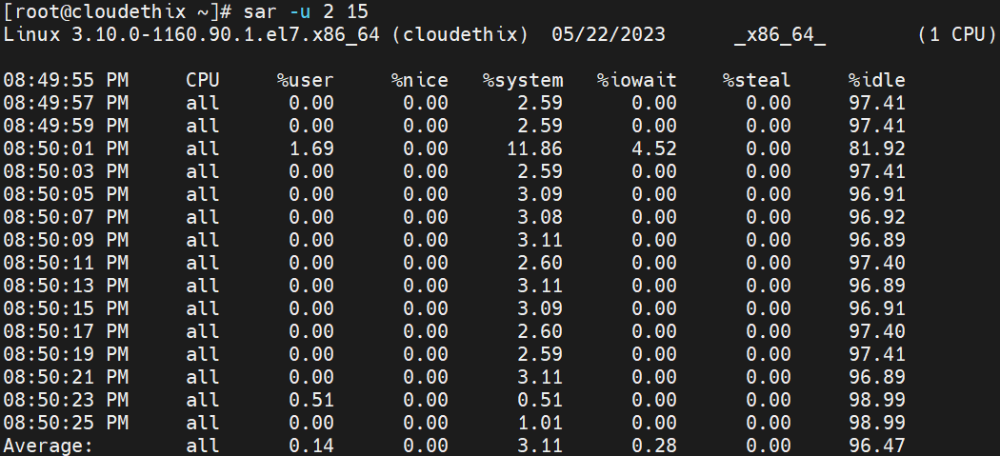 [root@cloudethix ~]# sar -u 2 15
Linux 3.10.0-1160.90.1.el7.x86_64 (cloudethix)  05/22/2023      _x86_64_        (1 CPU)

08:49:55 PM     CPU     %user     %nice   %system   %iowait    %steal     %idle
08:49:57 PM     all      0.00      0.00      2.59      0.00      0.00     97.41
08:49:59 PM     all      0.00      0.00      2.59      0.00      0.00     97.41
08:50:01 PM     all      1.69      0.00     11.86      4.52      0.00     81.92
08:50:03 PM     all      0.00      0.00      2.59      0.00      0.00     97.41
08:50:05 PM     all      0.00      0.00      3.09      0.00      0.00     96.91
08:50:07 PM     all      0.00      0.00      3.08      0.00      0.00     96.92
08:50:09 PM     all      0.00      0.00      3.11      0.00      0.00     96.89
08:50:11 PM     all      0.00      0.00      2.60      0.00      0.00     97.40
08:50:13 PM     all      0.00      0.00      3.11      0.00      0.00     96.89
08:50:15 PM     all      0.00      0.00      3.09      0.00      0.00     96.91
08:50:17 PM     all      0.00      0.00      2.60      0.00      0.00     97.40
08:50:19 PM     all      0.00      0.00      2.59      0.00      0.00     97.41
08:50:21 PM     all      0.00      0.00      3.11      0.00      0.00     96.89
08:50:23 PM     all      0.51      0.00      0.51      0.00      0.00     98.99
08:50:25 PM     all      0.00      0.00      1.01      0.00      0.00     98.99
Average:        all      0.14      0.00      3.11      0.28      0.00     96.47